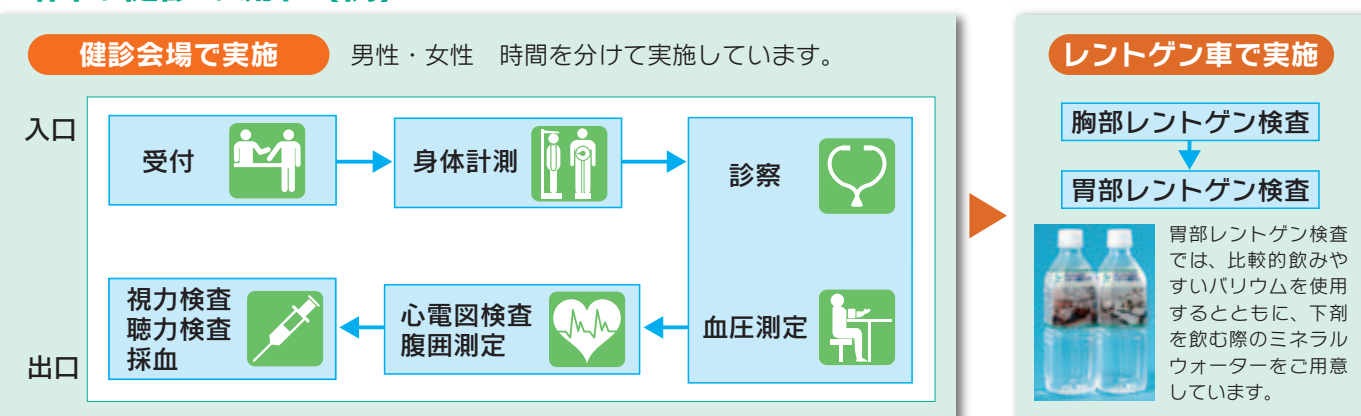 健診会場で実施
男性・女性　時間を分けて実施しています。
入口
受付
身体計測
診察
血圧測定
心電図検査
腹囲測定
視力検査
聴力検査
採血
出口
レントゲン車で実施
胸部レントゲン検査
胃部レントゲン検査
胃部レントゲン検査
では、比較的飲みや
すいバリウムを使用
するとともに、下剤
を飲む際のミネラル
ウォーターをご用意
しています。